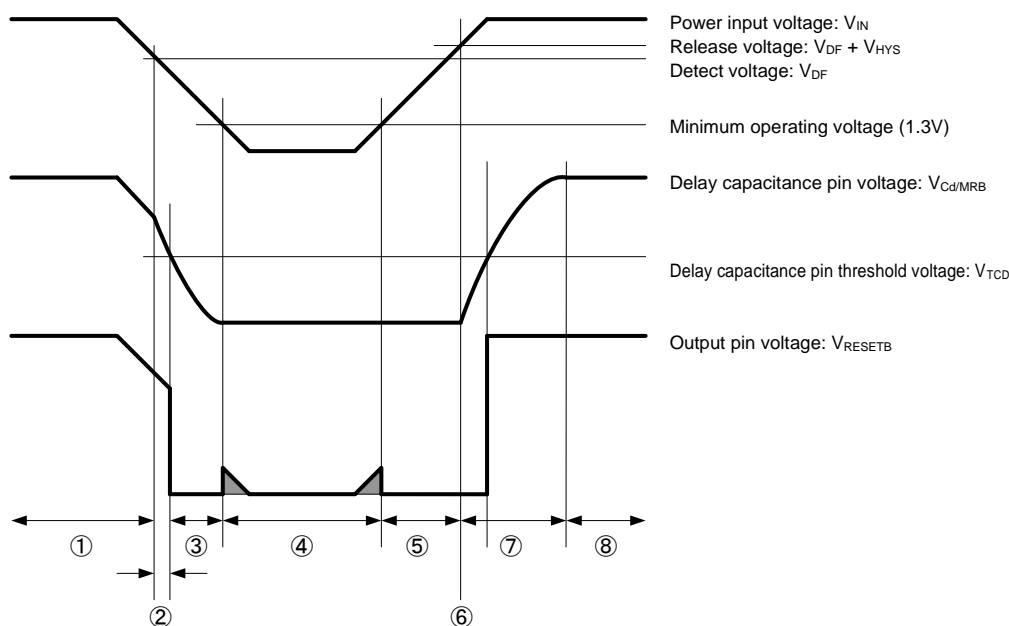 Power input voltage: VIN
Release voltage: VDF + VHYS
Detect voltage: VDF
Minimum operating voltage (1.3V)
Delay capacitance pin voltage: VCd/MRB
Delay capacitance pin threshold voltage: VTCD
Output pin voltage: VRESETB
① ③ ④ ⑤ ⑦ ⑧
② ⑥